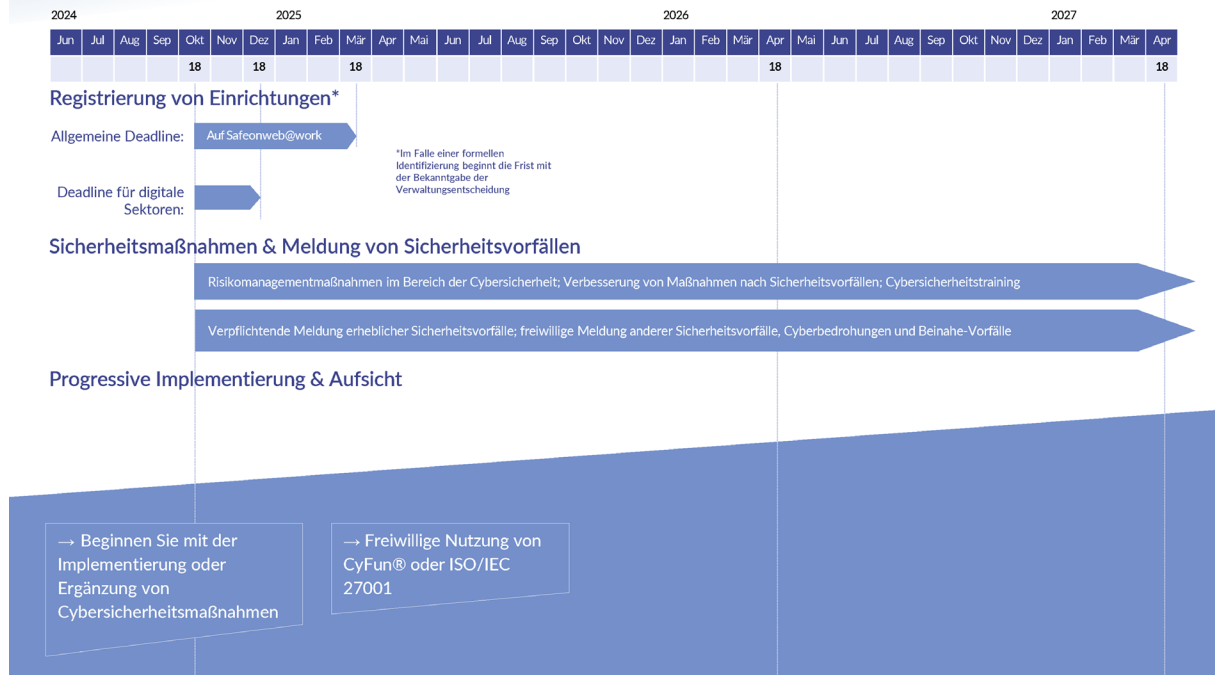 2024 2025 2026 2027
Jun Jul Aug Sep Okt Nov Dez Jan Feb Mär Apr Mai Jun Jul Aug Sep Okt Nov Dez Jan Feb Mär Apr Mai Jun Jul Aug Sep Okt Nov Dez Jan Feb Mär Apr
18 18 18 18 18
Registrierung von Einrichtungen*
Allgemeine Deadline:
Auf Safeonweb@work
*Im Falle einer formellen
Identifizierung beginnt die Frist mit
der Bekanntgabe der
Verwaltungsentscheidung
Deadline für digitale
Sektoren:
Sicherheitsmaßnahmen & Meldung von Sicherheitsvorfällen
Risikomanagementmaßnahmen im Bereich der Cybersicherheit; Verbesserung von Maßnahmen nach Sicherheitsvorfällen; Cybersicherheitstraining
Verpflichtende Meldung erheblicher Sicherheitsvorfälle; freiwillige Meldung anderer Sicherheitsvorfälle, Cyberbedrohungen und Beinahe-Vorfälle
Progressive Implementierung & Aufsicht
→ Beginnen Sie mit der
Implementierung oder
Ergänzung von
Cybersicherheitsmaßnahmen
→ Freiwillige Nutzung von
CyFun® oder ISO/IEC
27001